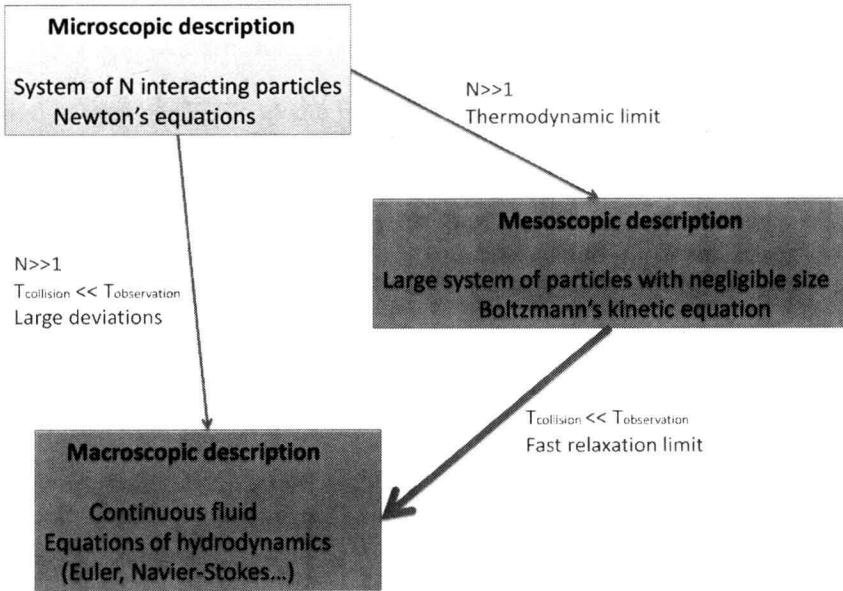 Microscopic description
System of N interacting particles
Newton's equations
N>>1
Thermodynamic limit
Mesoscopic description
Large system of particles with negligible size
Boltzmann's kinetic equation
N>>1
Tcollision << Tobservation
Large deviations
Tcollision << Tobservation
Fast relaxation limit
Macroscopic description
Continuous fluid
Equations of hydrodynamics
(Euler, Navier-Stokes...)